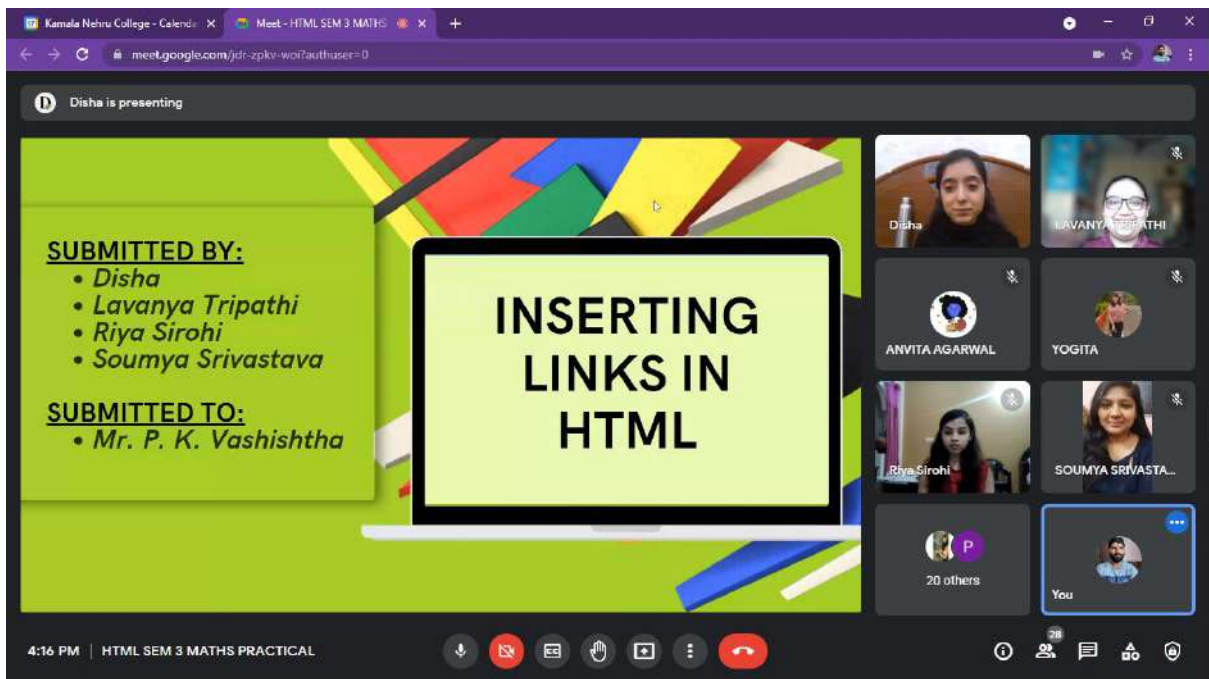 Kamala Nehru College - Calenda
Meet - HTML SEM 3 MATHS
meet.google.com/jdr-zpkv-woi?authuser=0
D
Disha is presenting
SUBMITTED BY:
• Disha
• Lavanya Tripathi
• Riya Sirohi
• Soumya Srivastava
SUBMITTED TO:
• Mr. P. K. Vashishtha
INSERTING
LINKS IN
HTML
Disha
LAVANYA TRIPATHI
ANVITA AGARWAL
YOGITA
Riya Sirohi
SOUMYA SRIVASTA...
P
20 others
You
4:16 PM | HTML SEM 3 MATHS PRACTICAL
28